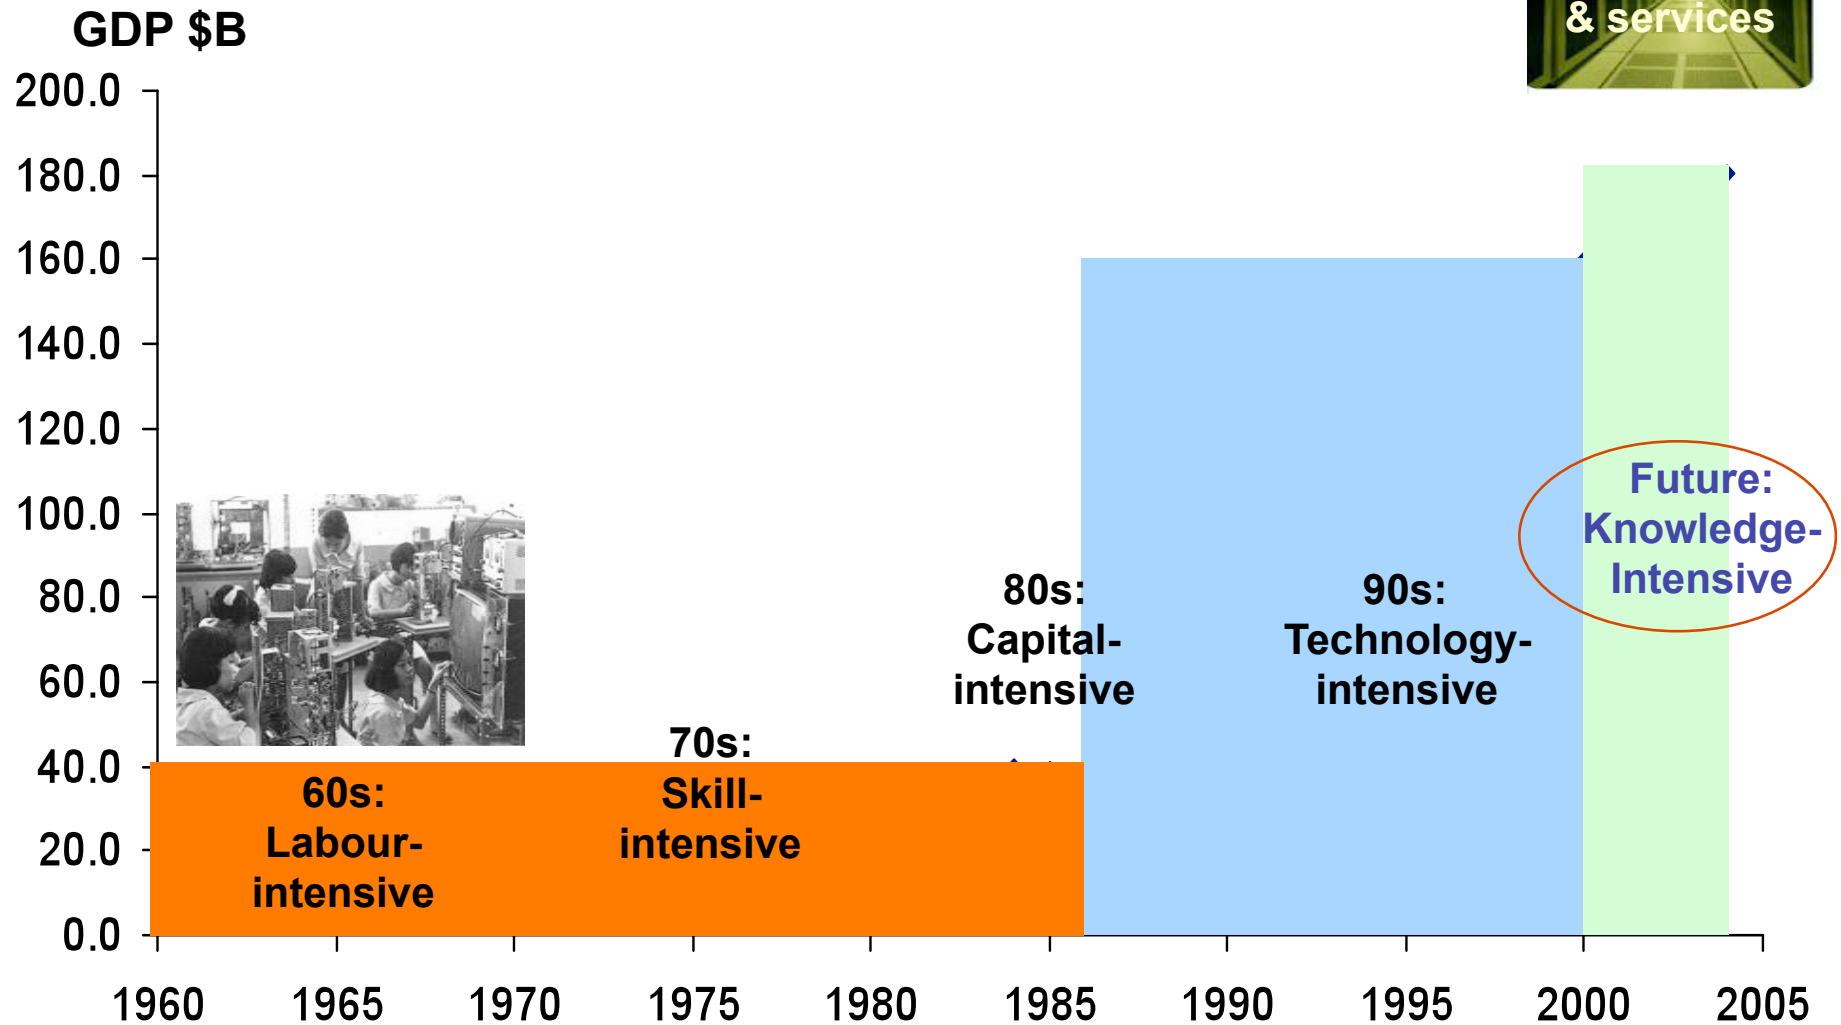 GDP $B
& services
200.0
180.0
160.0
140.0
120.0
100.0
80.0
60.0
40.0
20.0
0.0
60s:
Labour-
intensive
70s:
Skill-
intensive
80s:
Capital-
intensive
90s:
Technology-
intensive
Future:
Knowledge-
Intensive
1960 1965 1970 1975 1980 1985 1990 1995 2000 2005